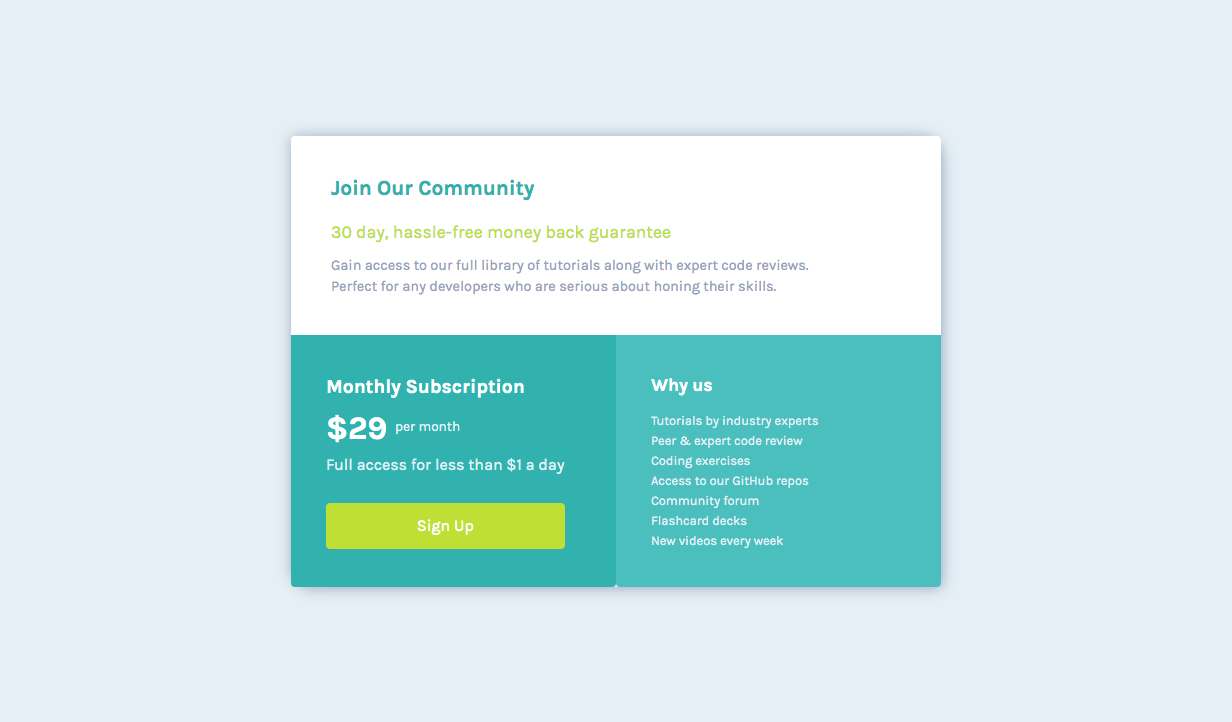 Join Our Community
30 day, hassle-free money back guarantee
Gain access to our full library of tutorials along with expert code reviews.
Perfect for any developers who are serious about honing their skills.
Monthly Subscription
$29 per month
Full access for less than $1 a day
Sign Up
Why us
Tutorials by industry experts
Peer & expert code review
Coding exercises
Access to our GitHub repos
Community forum
Flashcard decks
New videos every week